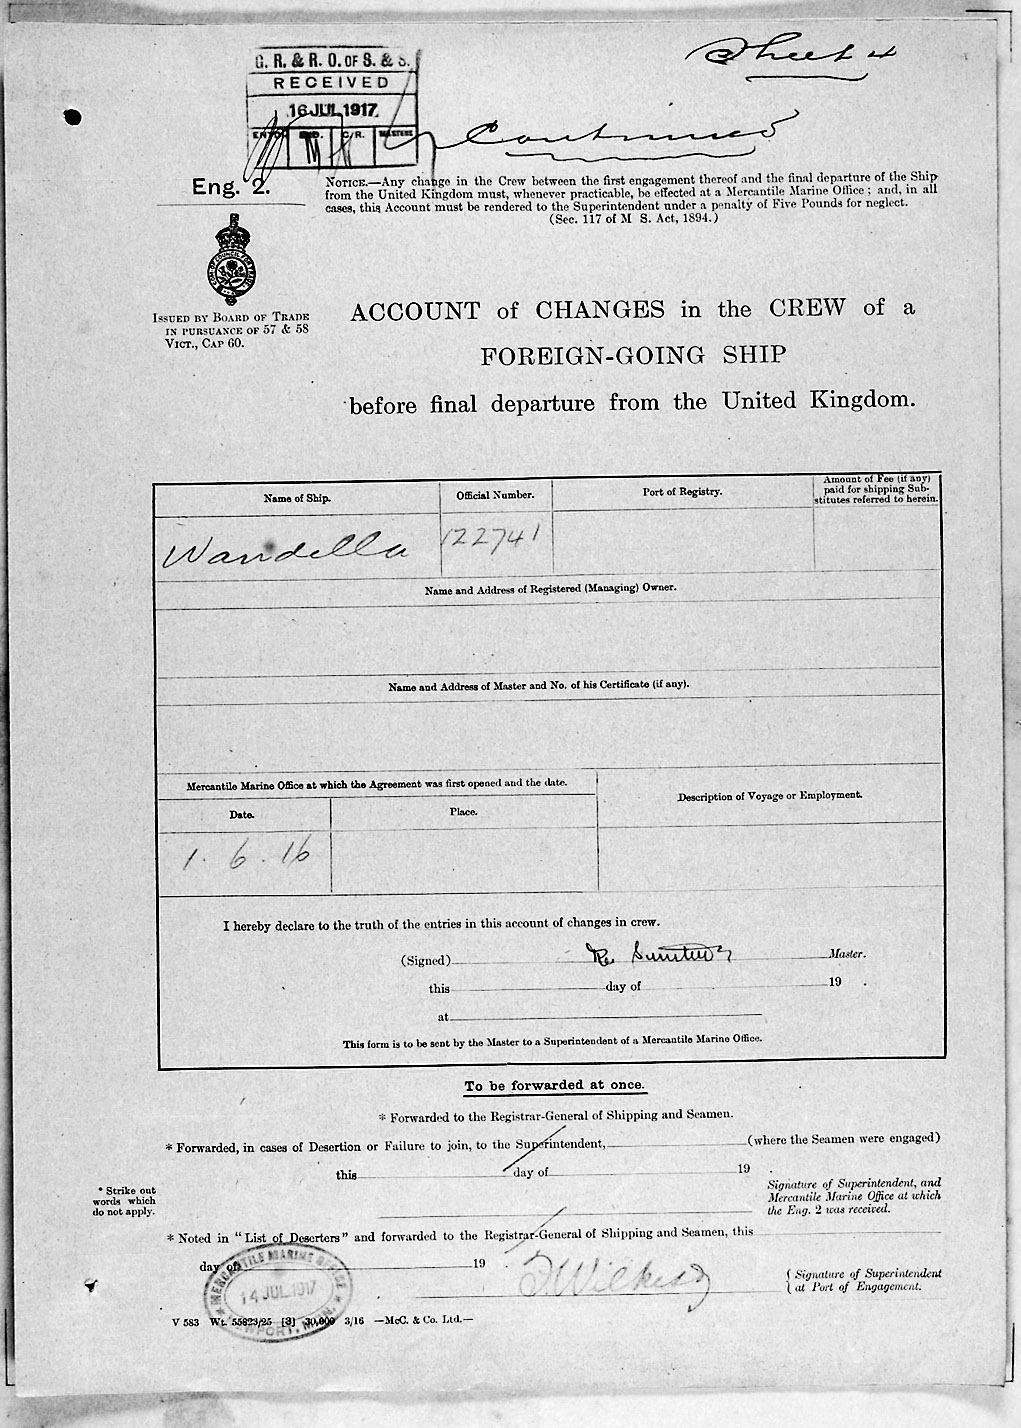 Sheet 4
G. R. & R. O. OF S. & S.
RECEIVED
16 JUL 1917
C.R. MASTERS
Continued
Eng. 2.
NOTICE.—Any change in the Crew between the first engagement thereof and the final departure of the Ship
from the United Kingdom must, whenever practicable, be effected at a Mercantile Marine Office; and, in all
cases, this Account must be rendered to the Superintendent under a penalty of Five Pounds for neglect.
(Sec. 117 of M S. Act, 1894.)
ISSUED BY BOARD OF TRADE
IN PURSUANCE OF 57 & 58
VICT., CAP 60.
ACCOUNT of CHANGES in the CREW of a
FOREIGN-GOING SHIP
before final departure from the United Kingdom.
Name of Ship.
Official Number.
Port of Registry.
Amount of Fee (if any)
paid for shipping Sub-
stitutes referred to herein.
Wandella
122741
Name and Address of Registered (Managing) Owner.
Name and Address of Master and No. of his Certificate (if any).
Mercantile Marine Office at which the Agreement was first opened and the date.
Description of Voyage or Employment.
Date.
Place.
1. 6. 16
I hereby declare to the truth of the entries in this account of changes in crew.
(Signed) Master.
this day of 19 .
at
This form is to be sent by the Master to a Superintendent of a Mercantile Marine Office.
To be forwarded at once.
* Forwarded to the Registrar-General of Shipping and Seamen.
* Forwarded, in cases of Desertion or Failure to join, to the Superintendent, (where the Seamen were engaged)
this day of 19 .
* Strike out
words which
do not apply.
Signature of Superintendent, and
Mercantile Marine Office at which
the Eng. 2 was received.
* Noted in "List of Deserters" and forwarded to the Registrar-General of Shipping and Seamen, this
day of 19 .
( Signature of Superintendent
( at Port of Engagement.
MERCANTILE MARINE OFFICE
14 JUL 1917
NEWPORT, MON.
V 583 Wt. 55823/25 [3] 30,000 3/16 —McC. & Co. Ltd.—